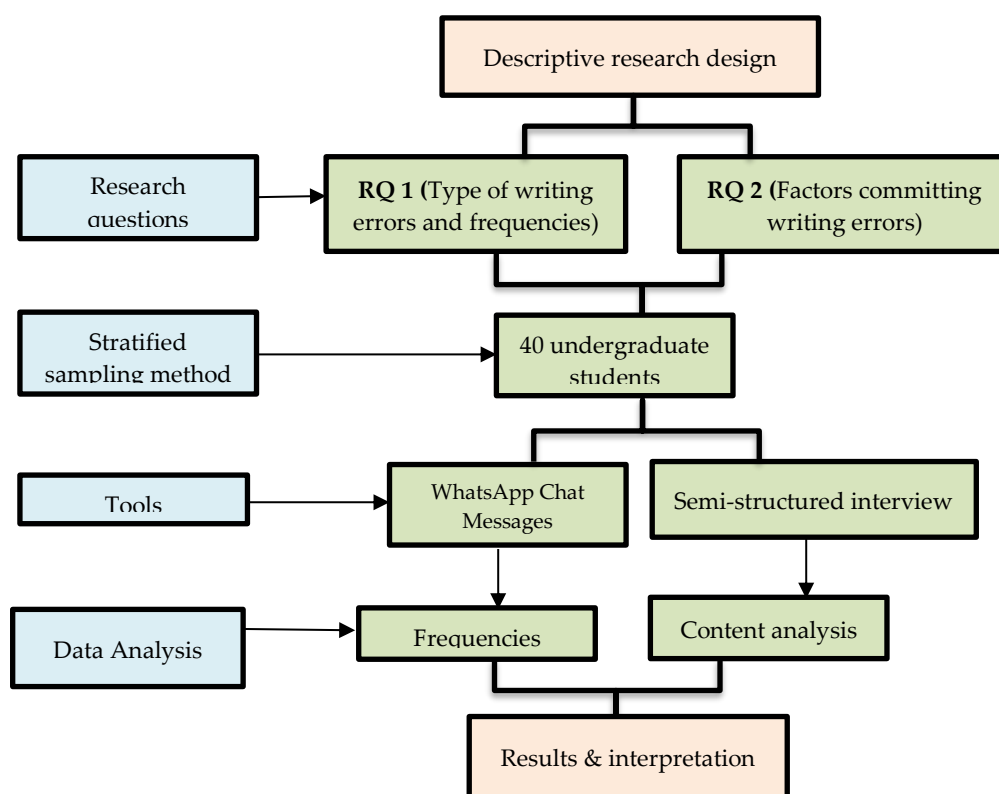 Descriptive research design
Research
questions
RQ 1 (Type of writing
errors and frequencies)
RQ 2 (Factors committing
writing errors)
Stratified
sampling method
40 undergraduate
students
Tools
WhatsApp Chat
Messages
Semi-structured interview
Data Analysis
Frequencies
Content analysis
Results & interpretation